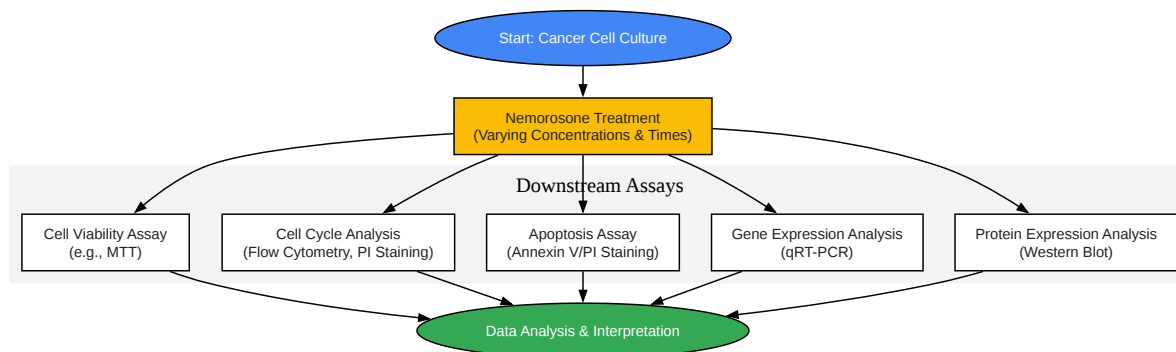 Start: Cancer Cell Culture
Nemorosone Treatment
(Varying Concentrations & Times)
Downstream Assays
Cell Viability Assay
(e.g., MTT)
Cell Cycle Analysis
(Flow Cytometry, PI Staining)
Apoptosis Assay
(Annexin V/PI Staining)
Gene Expression Analysis
(qRT-PCR)
Protein Expression Analysis
(Western Blot)
Data Analysis & Interpretation